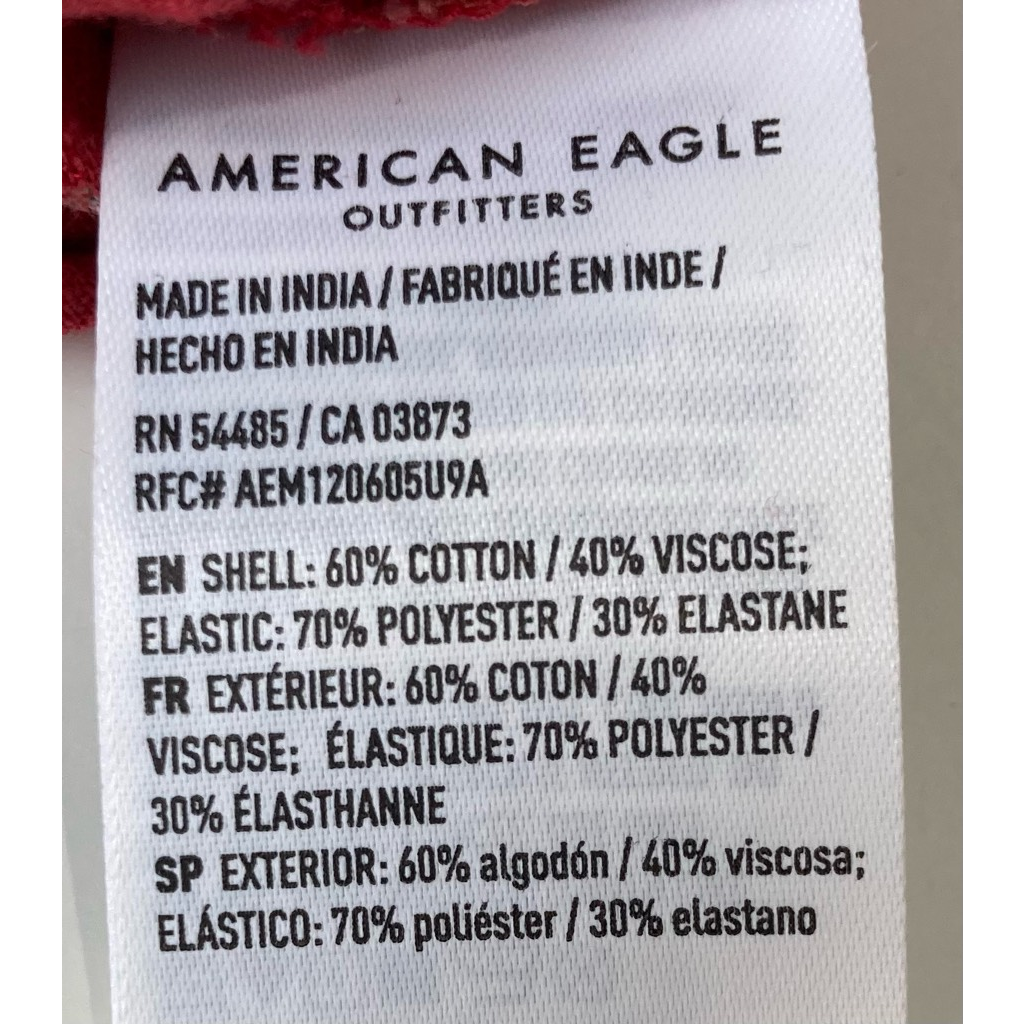 AMERICAN EAGLE
OUTFITTERS
MADE IN INDIA / FABRIQUÉ EN INDE /
HECHO EN INDIA
RN 54485 / CA 03873
RFC# AEM120605U9A
EN SHELL: 60% COTTON / 40% VISCOSE;
ELASTIC: 70% POLYESTER / 30% ELASTANE
FR EXTÉRIEUR: 60% COTON / 40%
VISCOSE; ÉLASTIQUE: 70% POLYESTER /
30% ÉLASTHANNE
SP EXTERIOR: 60% algodón / 40% viscosa;
ELÁSTICO: 70% poliéster / 30% elastano